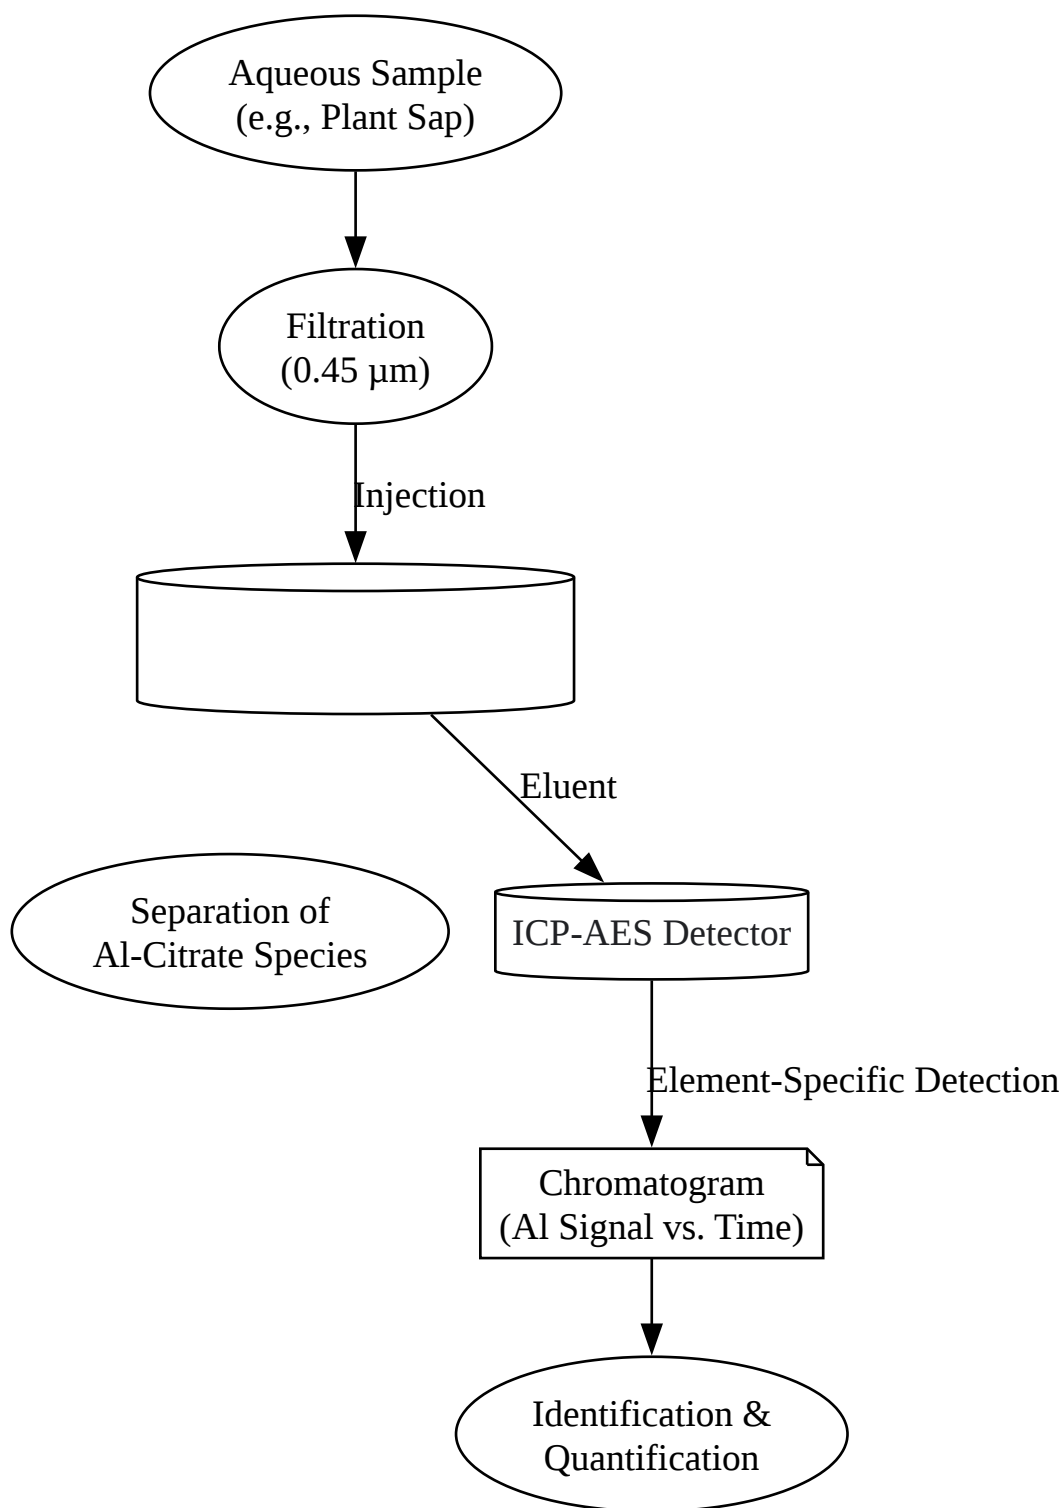 Aqueous Sample
(e.g., Plant Sap)
Filtration
(0.45 µm)
Injection
Eluent
Separation of
Al-Citrate Species
ICP-AES Detector
Element-Specific Detection
Chromatogram
(Al Signal vs. Time)
Identification &
Quantification